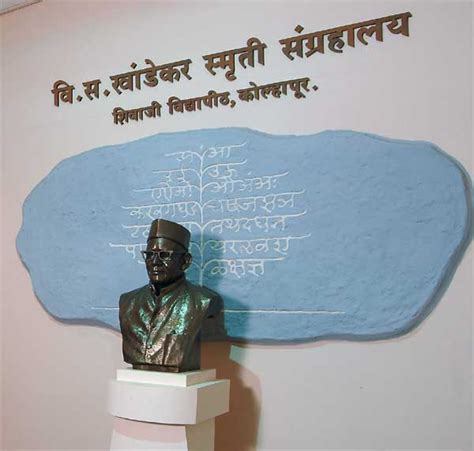 वि.स.खांडेकर स्मृती संग्रहालय
शिवाजी विद्यापीठ, कोल्हापूर.
अ आ
ओ औ अं अः
क ख ग घ ङ च छ ज झ ञ
त थ द ध न
य र ल व श
ळ क्ष ज्ञ